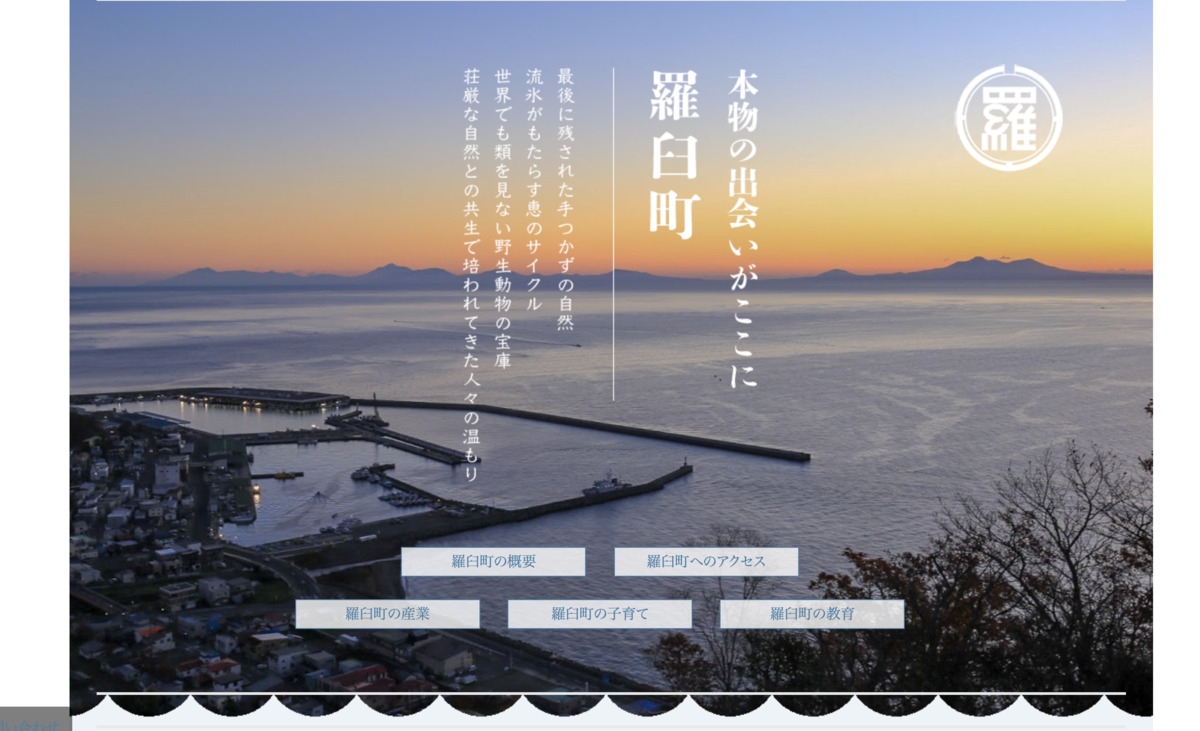 羅
本物の出会いがここに
羅臼町
最後に残された手つかずの自然
流氷がもたらす恵のサイクル
世界でも類を見ない野生動物の宝庫
荘厳な自然との共生で培われてきた人々の温もり
羅臼町の概要
羅臼町へのアクセス
羅臼町の産業
羅臼町の子育て
羅臼町の教育
い合わせ